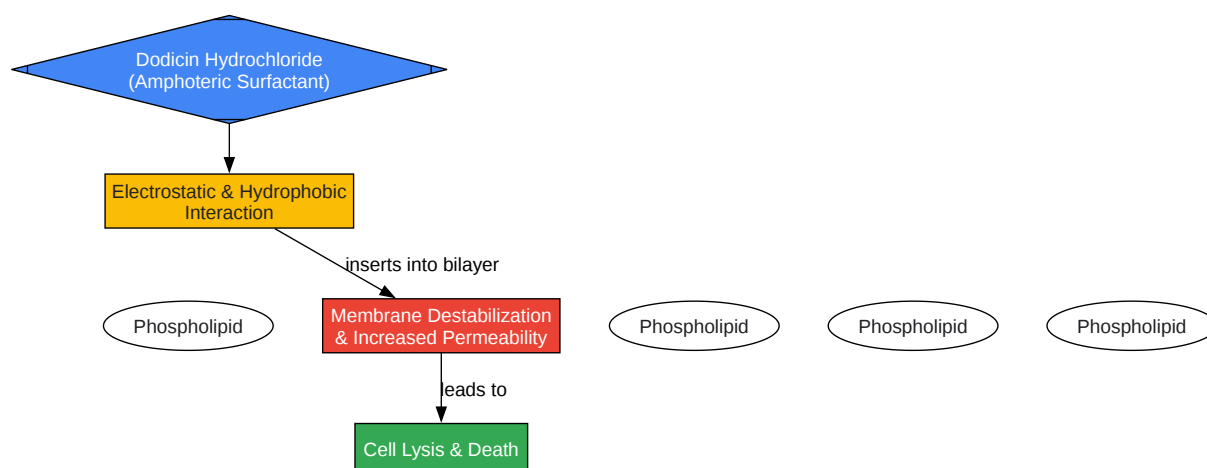 Dodicin Hydrochloride
(Amphoteric Surfactant)
Electrostatic & Hydrophobic
Interaction
inserts into bilayer
Phospholipid
Membrane Destabilization
& Increased Permeability
Phospholipid
Phospholipid
Phospholipid
leads to
Cell Lysis & Death